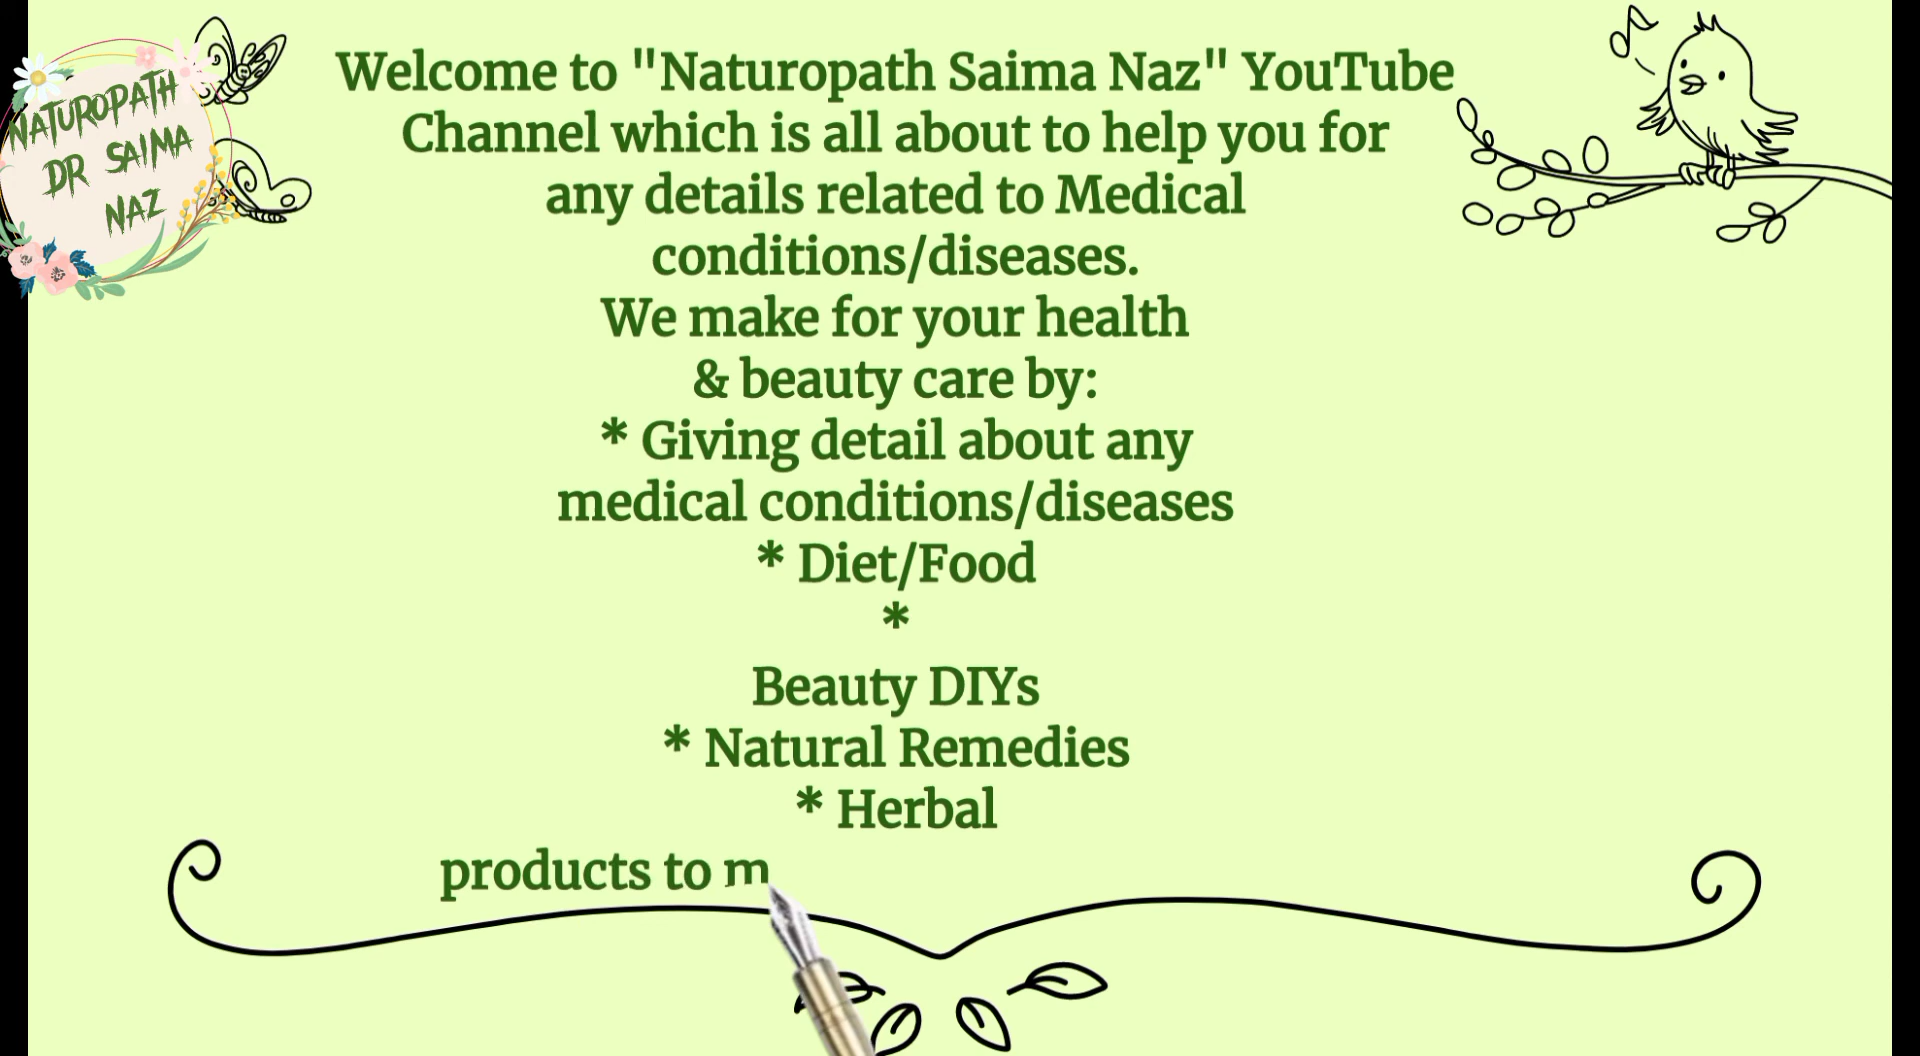 NATUROPATH
DR SAIMA
NAZ
Welcome to "Naturopath Saima Naz" YouTube
Channel which is all about to help you for
any details related to Medical
conditions/diseases.
We make for your health
& beauty care by:
* Giving detail about any
medical conditions/diseases
* Diet/Food
*
Beauty DIYs
* Natural Remedies
* Herbal
products to m